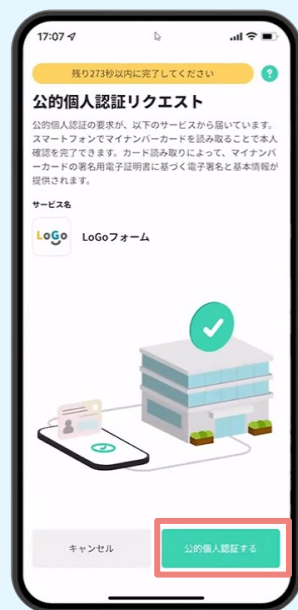 17:07
残り273秒以内に完了してください
?
公的個人認証リクエスト
公的個人認証の要求が、以下のサービスから届いています。
スマートフォンでマイナンバーカードを読み取ることで本人
確認を完了できます。カード読み取りによって、マイナンバ
ーカードの署名用電子証明書に基づく電子署名と基本情報が
提供されます。
サービス名
LoGo
LoGoフォーム
キャンセル
公的個人認証する